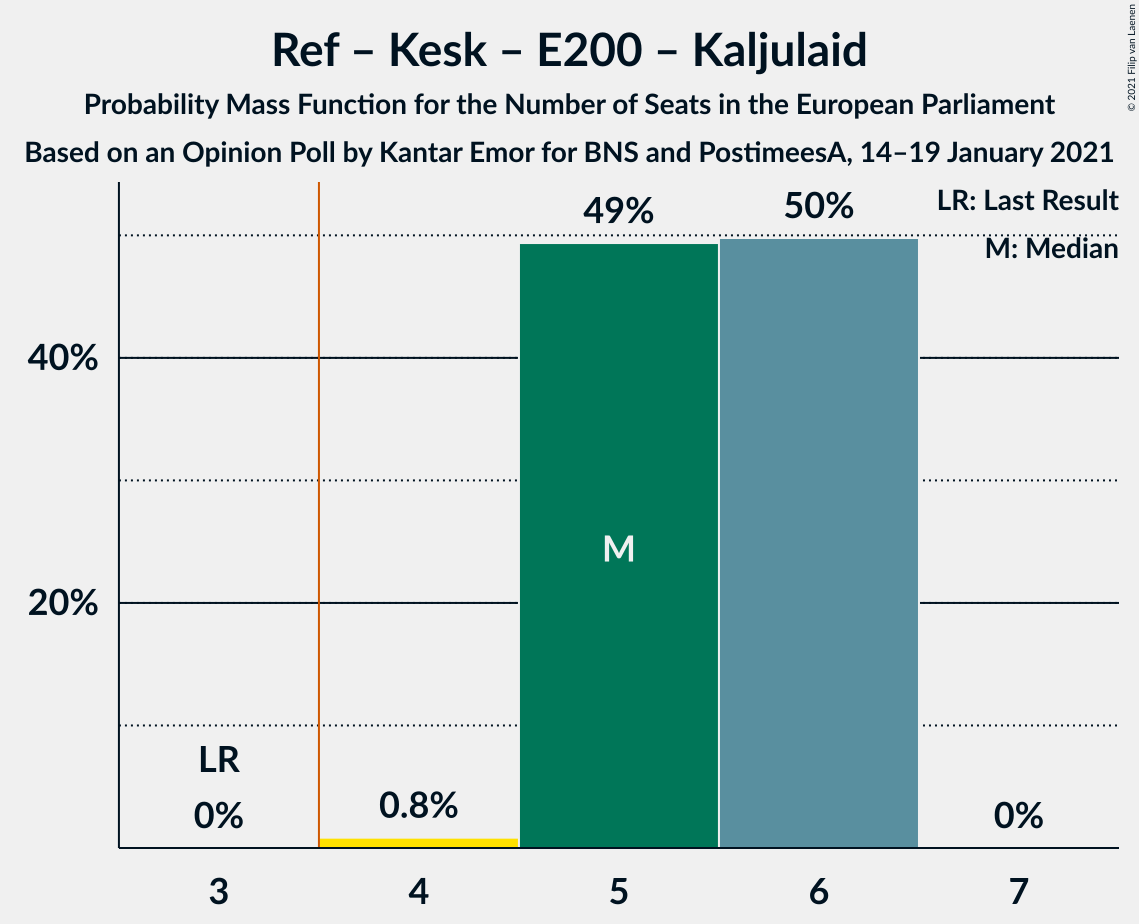 Ref – Kesk – E200 – Kaljulaid
Probability Mass Function for the Number of Seats in the European Parliament
Based on an Opinion Poll by Kantar Emor for BNS and PostimeesA, 14–19 January 2021
© 2021 Filip van Laenen
LR: Last Result
M: Median
49%
50%
40%
20%
M
LR
0%
0.8%
0%
3
4
5
6
7